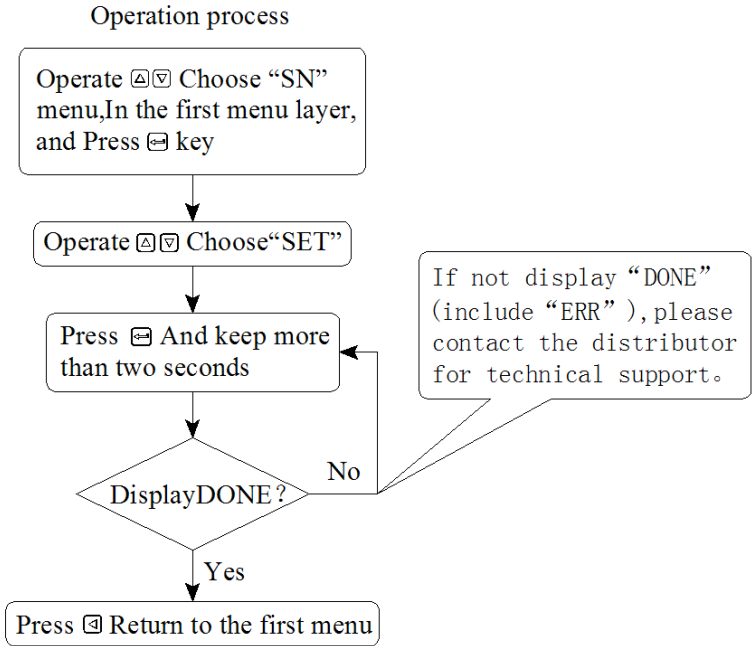 Operation process
Operate △▽ Choose “SN”
menu,In the first menu layer,
and Press ↵ key
Operate △▽ Choose“SET”
Press ↵ And keep more
than two seconds
If not display“DONE”
(include“ERR”),please
contact the distributor
for technical support。
No
DisplayDONE？
Yes
Press ◁ Return to the first menu